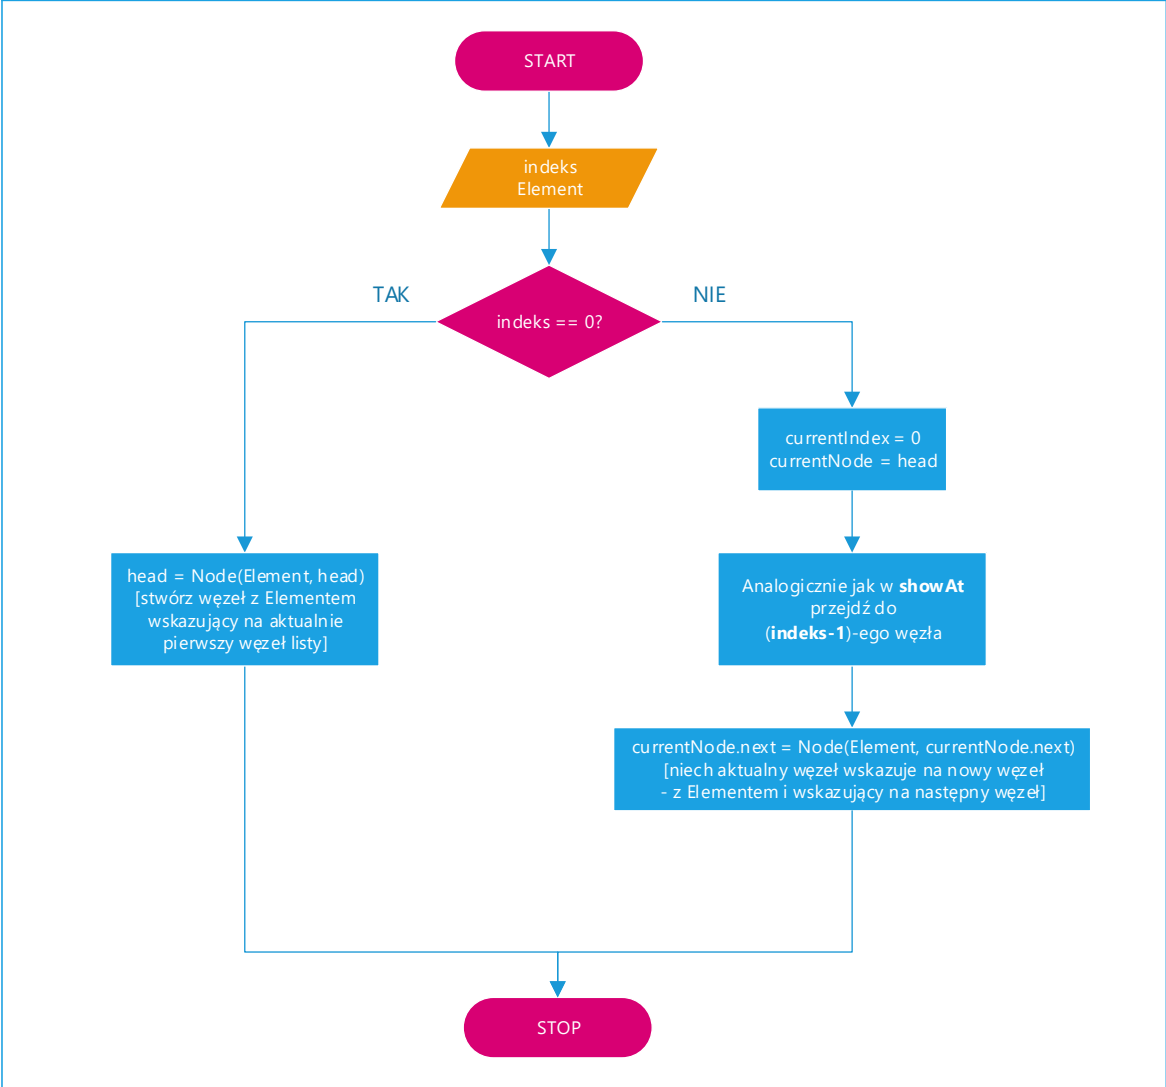 START
indeks
Element
TAK
NIE
indeks == 0?
currentIndex = 0
currentNode = head
head = Node(Element, head)
[stwórz węzeł z Elementem
wskazujący na aktualnie
pierwszy węzeł listy]
Analogicznie jak w showAt
przejdź do
(indeks-1)-ego węzła
currentNode.next = Node(Element, currentNode.next)
[niech aktualny węzeł wskazuje na nowy węzeł
- z Elementem i wskazujący na następny węzeł]
STOP